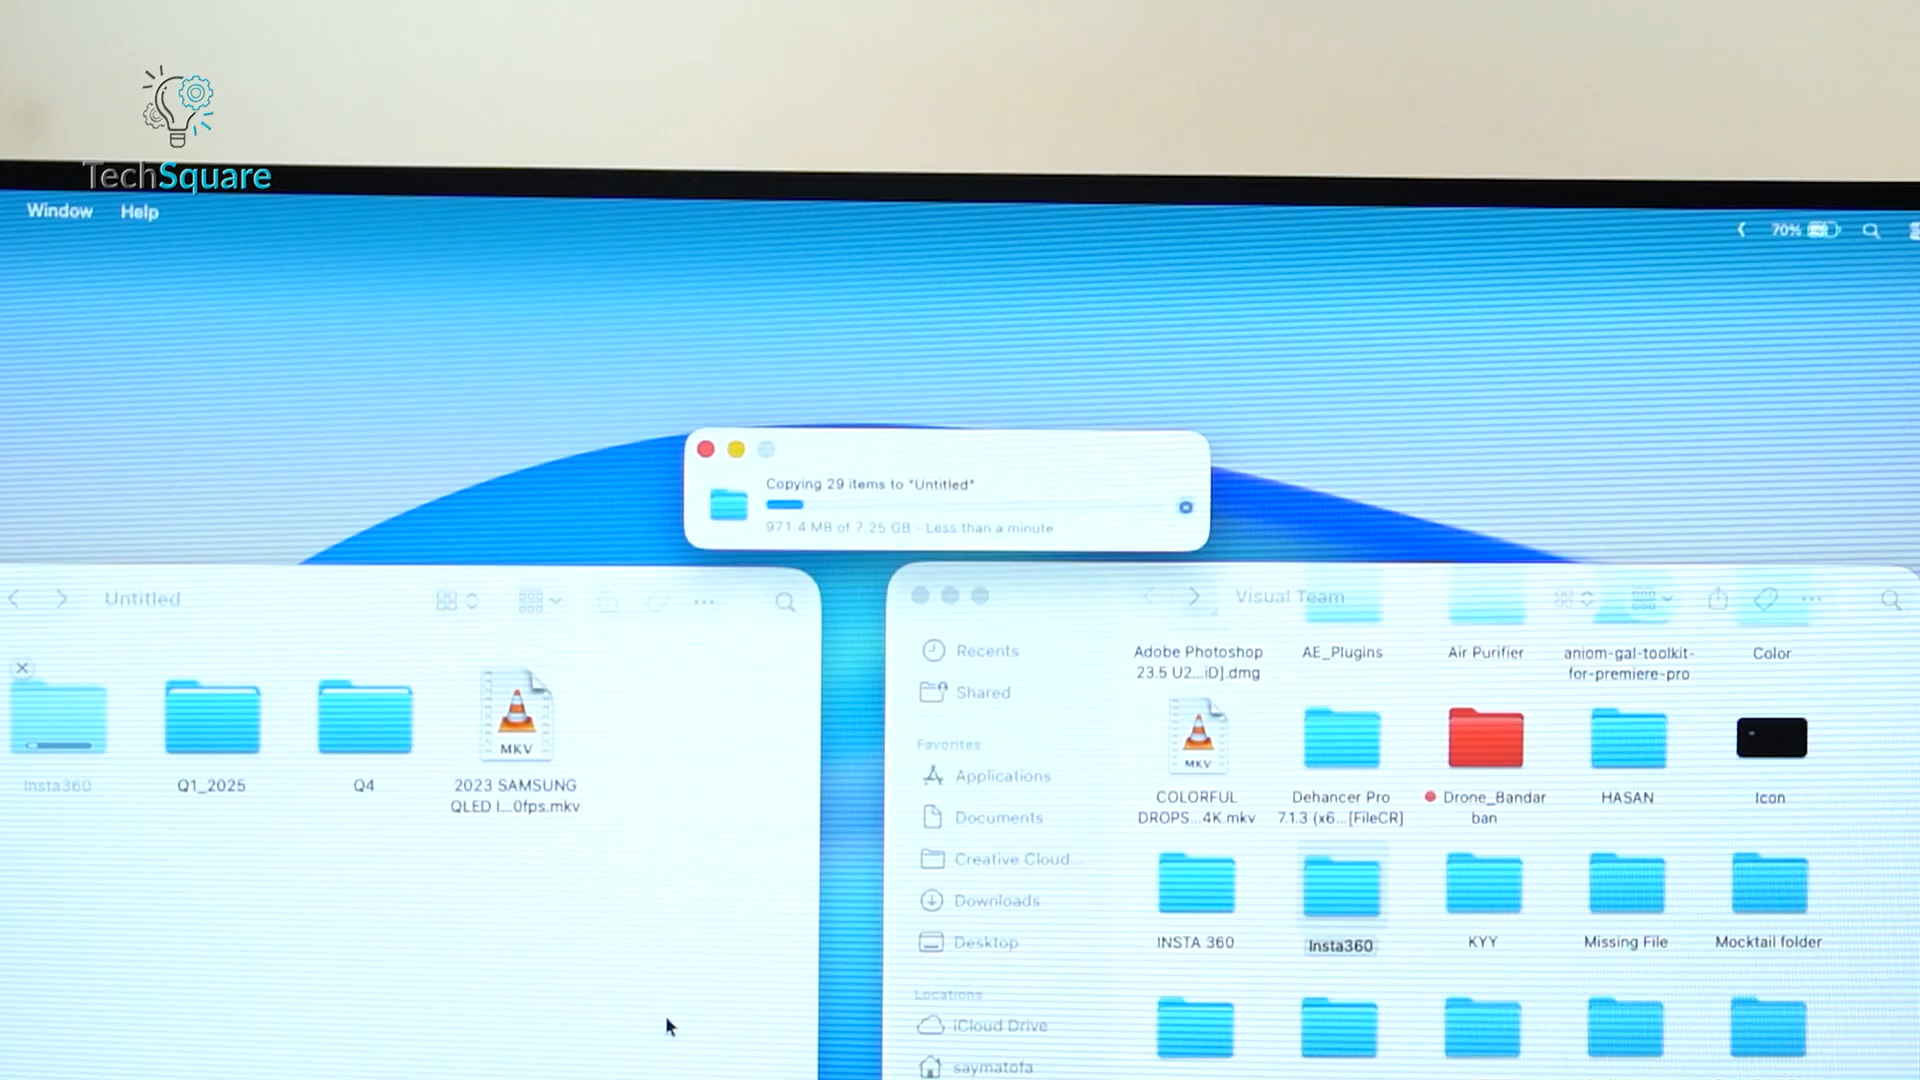 TechSquare
Window Help
70%
Copying 29 items to "Untitled"
971.4 MB of 7.25 GB - Less than a minute
Untitled
Insta360
Q1_2025
Q4
MKV
2023 SAMSUNG
QLED I...0fps.mkv
Visual Team
Recents
Shared
Favorites
Applications
Documents
Creative Cloud...
Downloads
Desktop
Locations
iCloud Drive
saymatofa
Adobe Photoshop
23.5 U2...iD].dmg
AE_Plugins
Air Purifier
aniom-gal-toolkit-
for-premiere-pro
Color
MKV
COLORFUL
DROPS...4K.mkv
Dehancer Pro
7.1.3 (x6...[FileCR]
Drone_Bandar
ban
HASAN
Icon
INSTA 360
Insta360
KYY
Missing File
Mocktail folder